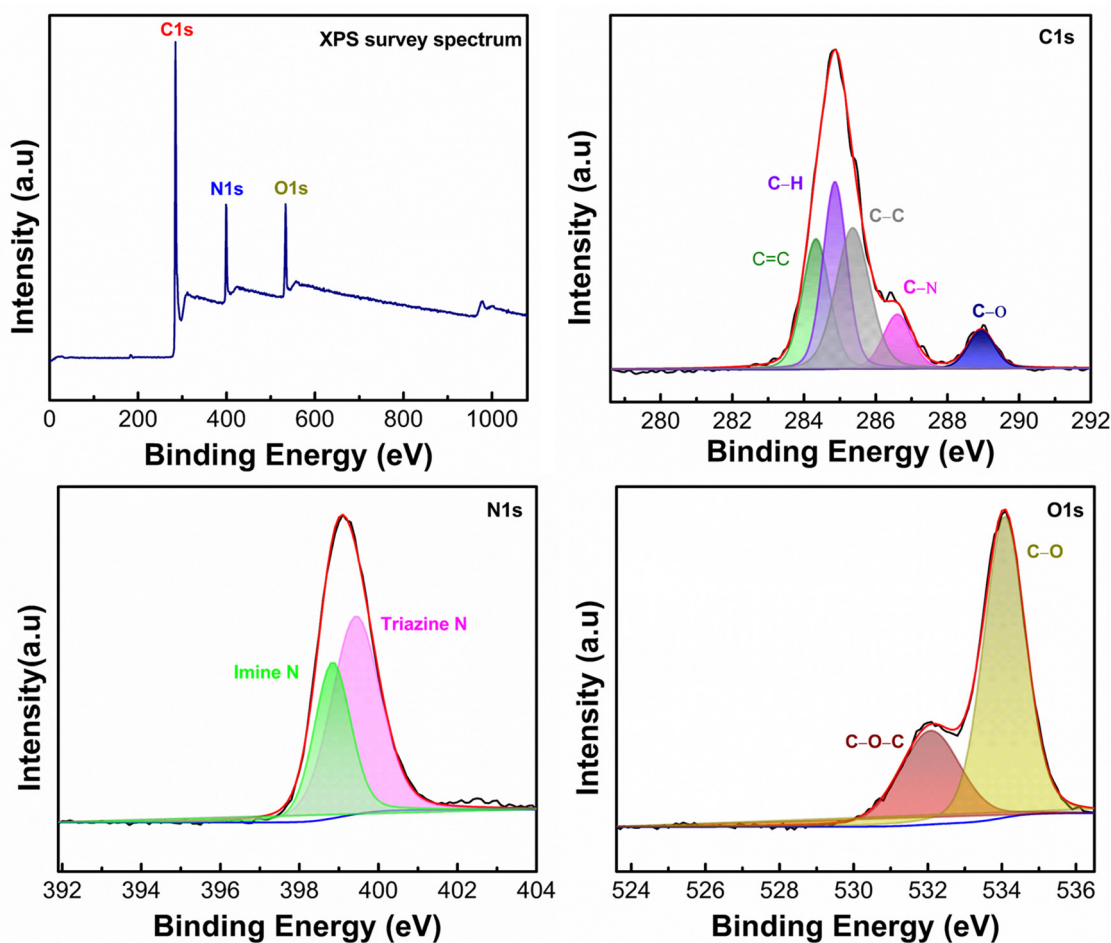 XPS survey spectrum
C1s
N1s
O1s
Intensity (a.u)
0 200 400 600 800 1000
Binding Energy (eV)
C1s
C–H
C–C
C=C
C–N
C–O
Intensity (a.u)
280 282 284 286 288 290 292
Binding Energy (eV)
N1s
Triazine N
Imine N
Intensity(a.u)
392 394 396 398 400 402 404
Binding Energy (eV)
O1s
C–O
C–O–C
Intensity (a.u)
524 526 528 530 532 534 536
Binding Energy (eV)